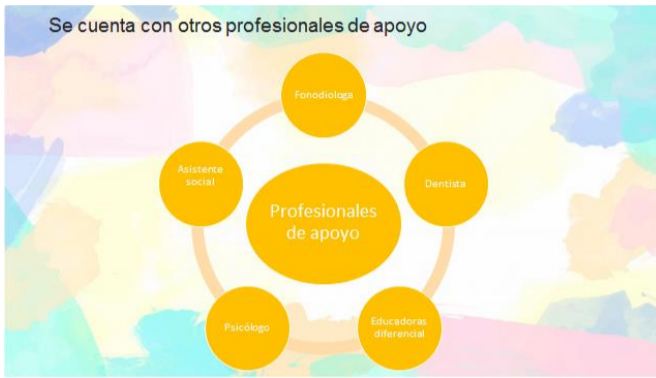 Se cuenta con otros profesionales de apoyo
Fonodiologa
Asistente
social
Dentista
Profesionales
de apoyo
Psicólogo
Educadoras
diferencial